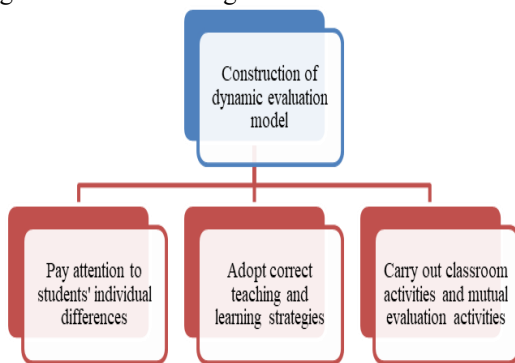 Construction of
dynamic evaluation
model
Pay attention to
students' individual
differences
Adopt correct
teaching and
learning strategies
Carry out classroom
activities and mutual
evaluation activities